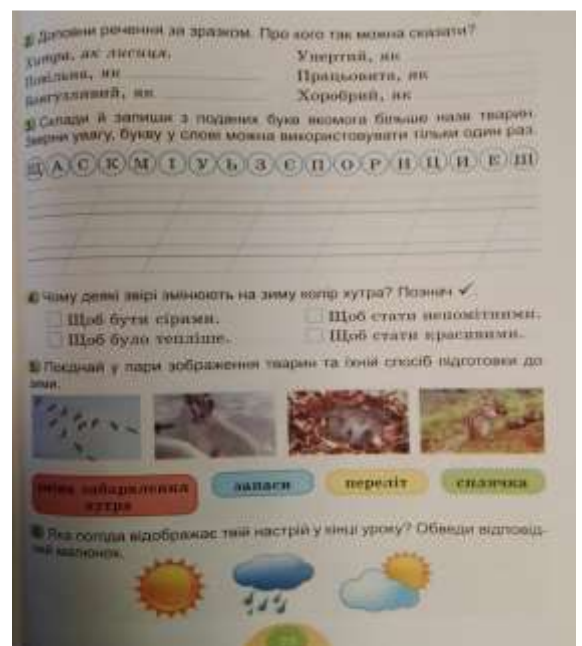 Доповни речення за зразком. Про кого так можна сказати?
Хитра, як лисиця.
Упертий, як
Повільна, як
Працьовита, як
як
Хоробрий, як
Склади й запиши з поданих букв якомога більше назв тварин.
Зверни увагу, букву у слові можна використовувати тільки один раз.
Щ А С К М І У Ь З Є П О Р И Ц Ш
Чому деякі звірі змінюють на зиму колір хутра? Познач ✓.
Щоб бути сірими.
Щоб стати непомітними.
Щоб було тепліше.
Щоб стати красивими.
Поєднай у пари зображення тварин та їхній спосіб підготовки до
зими.
зміна забарвлення
хутра
запаси
переліт
сплячка
Яка погода відображає твій настрій у кінці уроку? Обведи відповід-
ний малюнок.